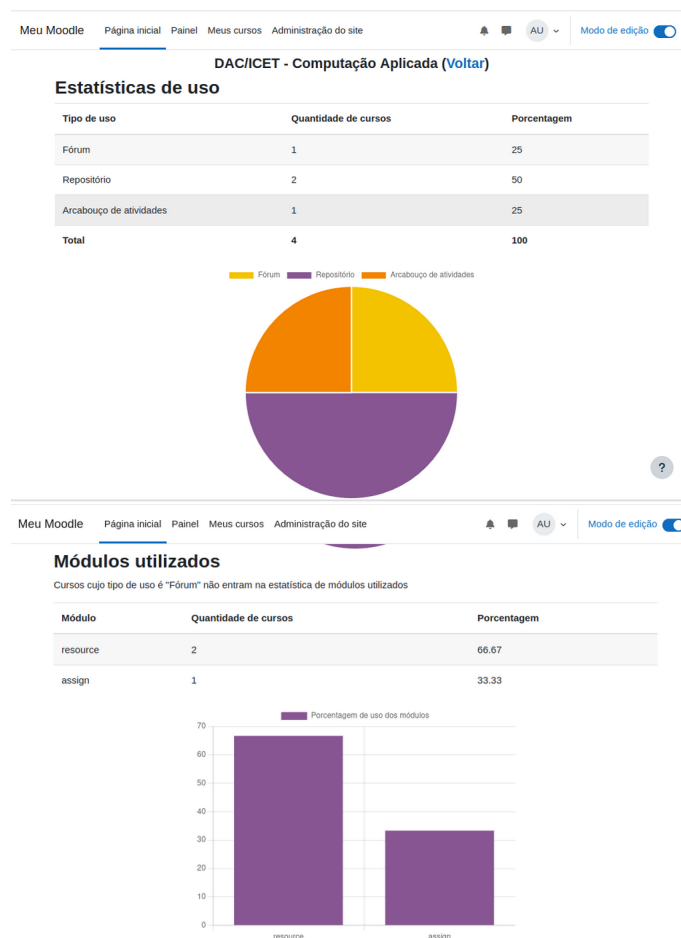 Meu Moodle Página inicial Painel Meus cursos Administração do site AU Modo de edição
DAC/ICET - Computação Aplicada (Voltar)
Estatísticas de uso
Tipo de uso Quantidade de cursos Porcentagem
Fórum 1 25
Repositório 2 50
Arcabouço de atividades 1 25
Total 4 100
Fórum Repositório Arcabouço de atividades
?
Meu Moodle Página inicial Painel Meus cursos Administração do site AU Modo de edição
Módulos utilizados
Cursos cujo tipo de uso é "Fórum" não entram na estatística de módulos utilizados
Módulo Quantidade de cursos Porcentagem
resource 2 66.67
assign 1 33.33
Porcentagem de uso dos módulos
70
60
50
40
30
20
10
0
resource assign